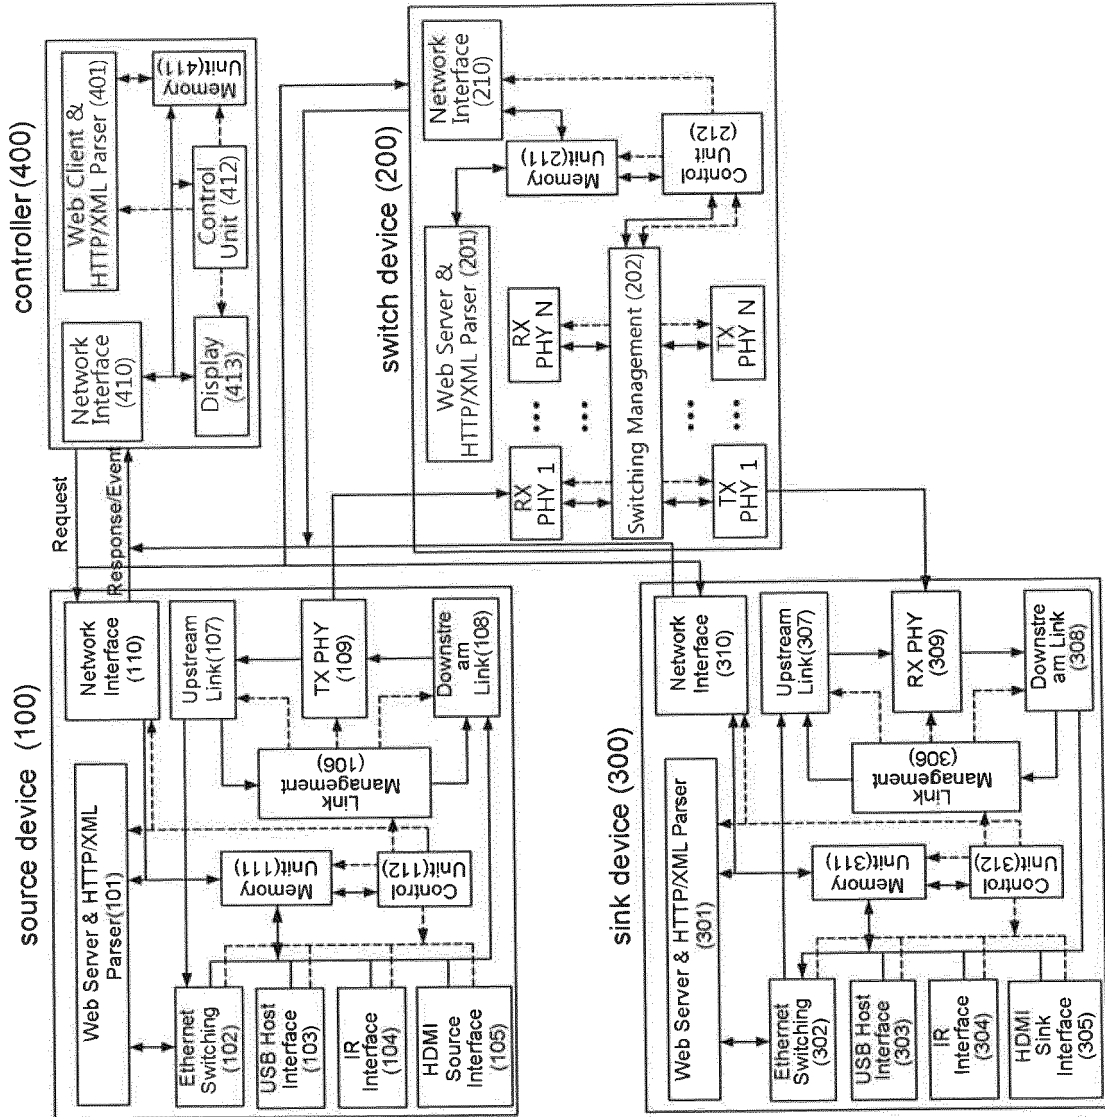 source device (100)
Web Server & HTTP/XML
Parser(101)
Ethernet
Switching
(102)
USB Host
Interface
(103)
IR
Interface
(104)
HDMI
Source
Interface
(105)
Memory
Unit(111)
Control
Unit(112)
Link
Management
(106)
Network
Interface
(110)
Upstream
Link(107)
TX PHY
(109)
Downstre
am
Link(108)
Request
Response/Event
controller (400)
Network
Interface
(410)
Web Client &
HTTP/XML Parser (401)
Display
(413)
Control
Unit (412)
Memory
Unit(411)
sink device (300)
Web Server & HTTP/XML Parser
(301)
Ethernet
Switching
(302)
USB Host
Interface
(303)
IR
Interface
(304)
HDMI
Sink
Interface
(305)
Memory
Unit(311)
Control
Unit(312)
Link
Management
(306)
Network
Interface
(310)
Upstream
Link(307)
RX PHY
(309)
Downstre
am Link
(308)
switch device (200)
Web Server &
HTTP/XML Parser (201)
Network
Interface
(210)
Memory
Unit(211)
Control
Unit
(212)
RX
PHY 1
RX
PHY N
Switching Management (202)
TX
PHY 1
TX
PHY N